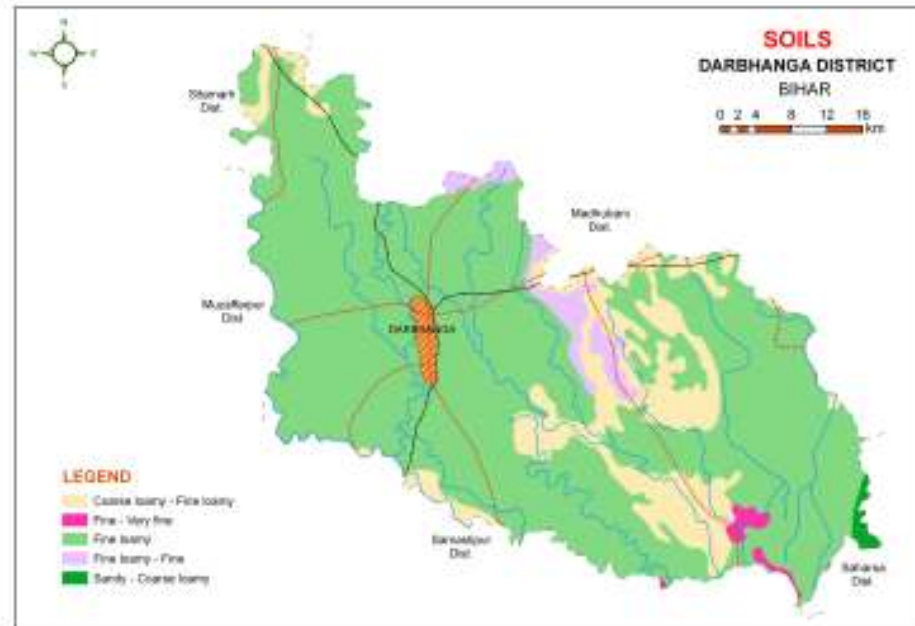 N
W E
S
SOILS
DARBHANGA DISTRICT
BIHAR
0 2 4 8 12 16
km
Sitamarh
Dist.
Madhubani
Dist.
Muzaffarpur
Dist
DARBHANGA
Samastipur
Dist.
Saharsa
Dist.
LEGEND
Coarse loamy - Fine loamy
Fine - Very fine
Fine loamy
Fine loamy - Fine
Sandy - Coarse loamy